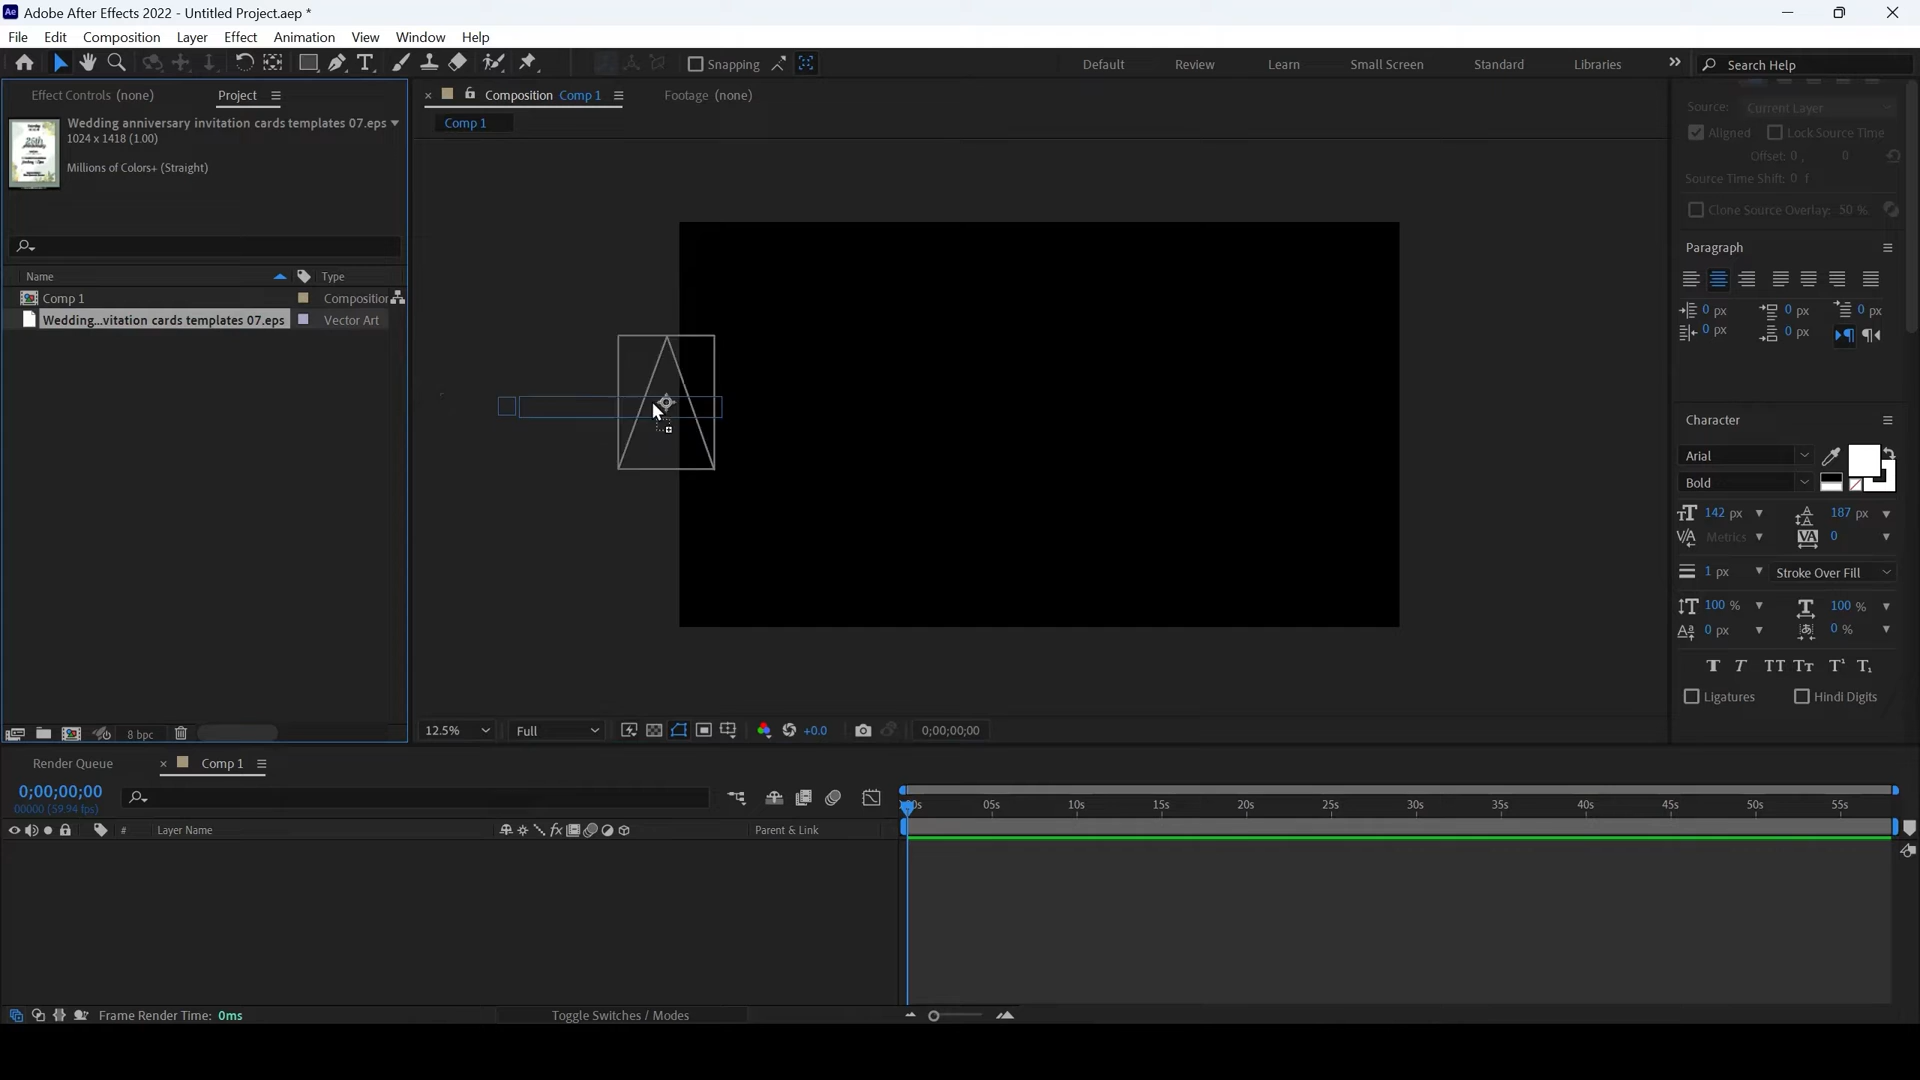 Adobe After Effects 2022 - Untitled Project.aep *
File Edit Composition Layer Effect Animation View Window Help
Snapping
Default Review Learn Small Screen Standard Libraries
Search Help
Effect Controls (none) Project
Wedding anniversary invitation cards templates 07.eps
1024 x 1418 (1.00)
Millions of Colors+ (Straight)
Name Type
Comp 1 Composition
Wedding...vitation cards templates 07.eps Vector Art
8 bpc
Composition Comp 1 Footage (none)
Comp 1
12.5% Full +0.0 0;00;00;00
Source: Current Layer
Aligned Lock Source Time
Offset: 0 , 0
Source Time Shift: 0 f
Clone Source Overlay: 50 %
Paragraph
0 px 0 px 0 px
0 px 0 px
Character
Arial
Bold
142 px 187 px
Metrics 0
1 px Stroke Over Fill
100 % 100 %
0 px 0 %
T T TT Tt T¹ T₁
Ligatures Hindi Digits
Render Queue Comp 1
0;00;00;00
00000 (59.94 fps)
# Layer Name Parent & Link
05s 10s 15s 20s 25s 30s 35s 40s 45s 50s 55s
Frame Render Time: 0ms Toggle Switches / Modes